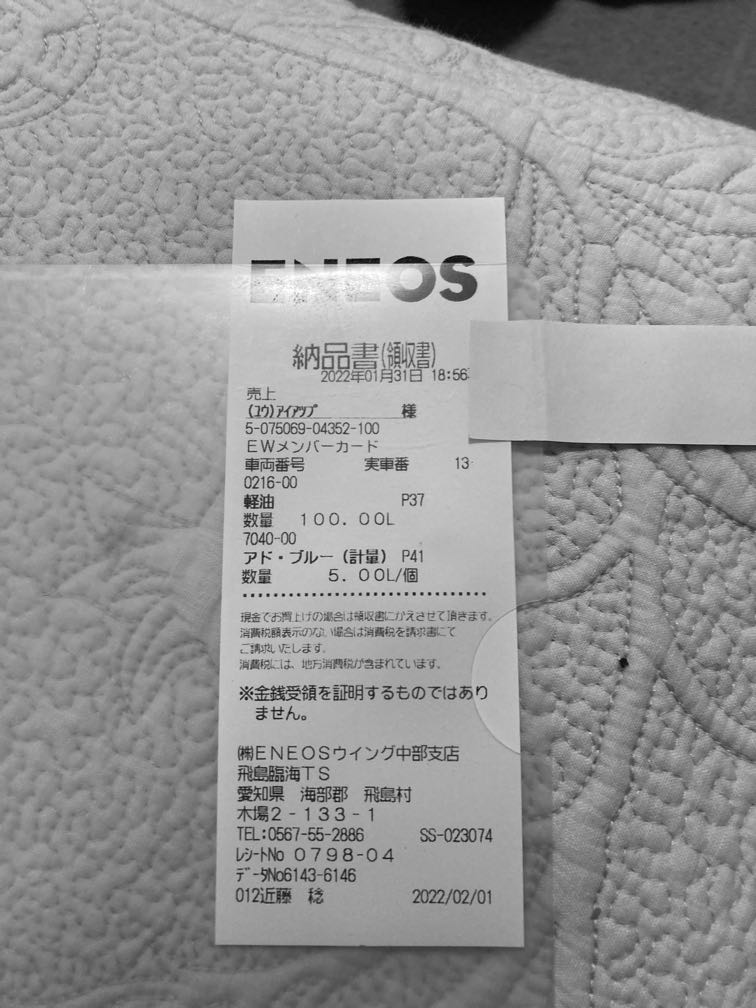 ENEOS
納品書(領収書)
2022年01月31日 18:56
売上
(ユウ)アイアップ 様
5-075069-04352-100
EWメンバーカード
車両番号 実車番 13
0216-00
軽油 P37
数量 100.00L
7040-00
アド・ブルー(計量) P41
数量 5.00L/個
現金でお買上げの場合は領収書にかえさせて頂きます。
消費税額表示のない場合は消費税を請求書にて
ご請求いたします。
消費税には、地方消費税が含まれています。
※金銭受領を証明するものではあり
ません。
㈱ENEOSウイング中部支店
飛島臨海TS
愛知県 海部郡 飛島村
木場2-133-1
TEL:0567-55-2886 SS-023074
レシートNo 0798-04
データNo6143-6146
012近藤 稔 2022/02/01